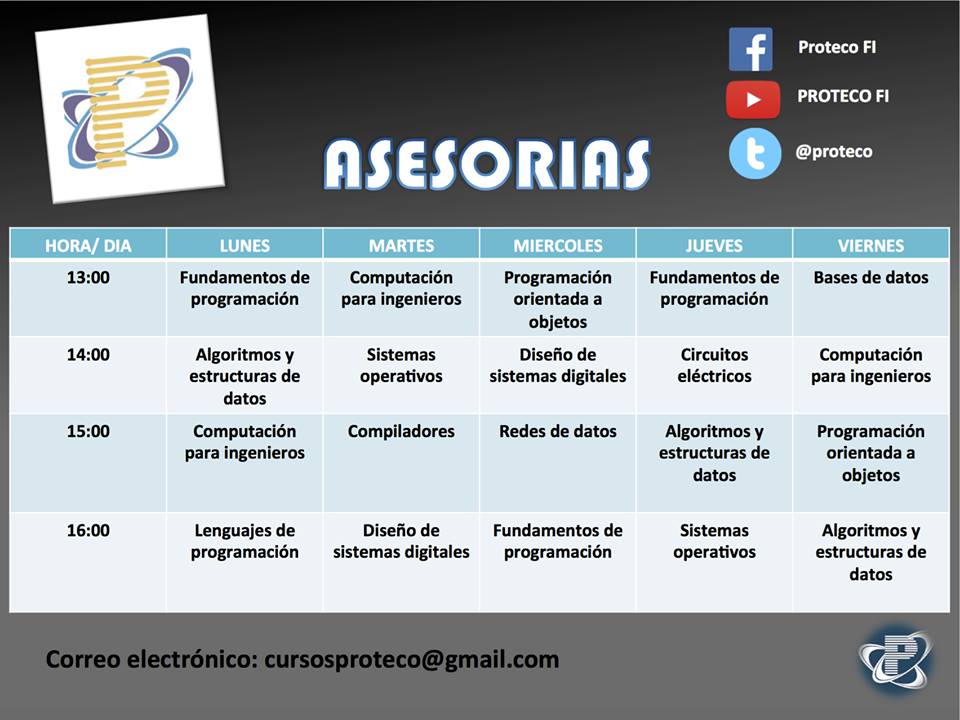 Proteco FI
PROTECO FI
@proteco
ASESORIAS
HORA/ DIA LUNES MARTES MIERCOLES JUEVES VIERNES
13:00 Fundamentos de Computación Programación Fundamentos de Bases de datos
programación para ingenieros orientada a programación
objetos
14:00 Algoritmos y Sistemas Diseño de Circuitos Computación
estructuras de operativos sistemas digitales eléctricos para ingenieros
datos
15:00 Computación Compiladores Redes de datos Algoritmos y Programación
para ingenieros estructuras de orientada a
datos objetos
16:00 Lenguajes de Diseño de Fundamentos de Sistemas Algoritmos y
programación sistemas digitales programación operativos estructuras de
datos
Correo electrónico: cursosproteco@gmail.com